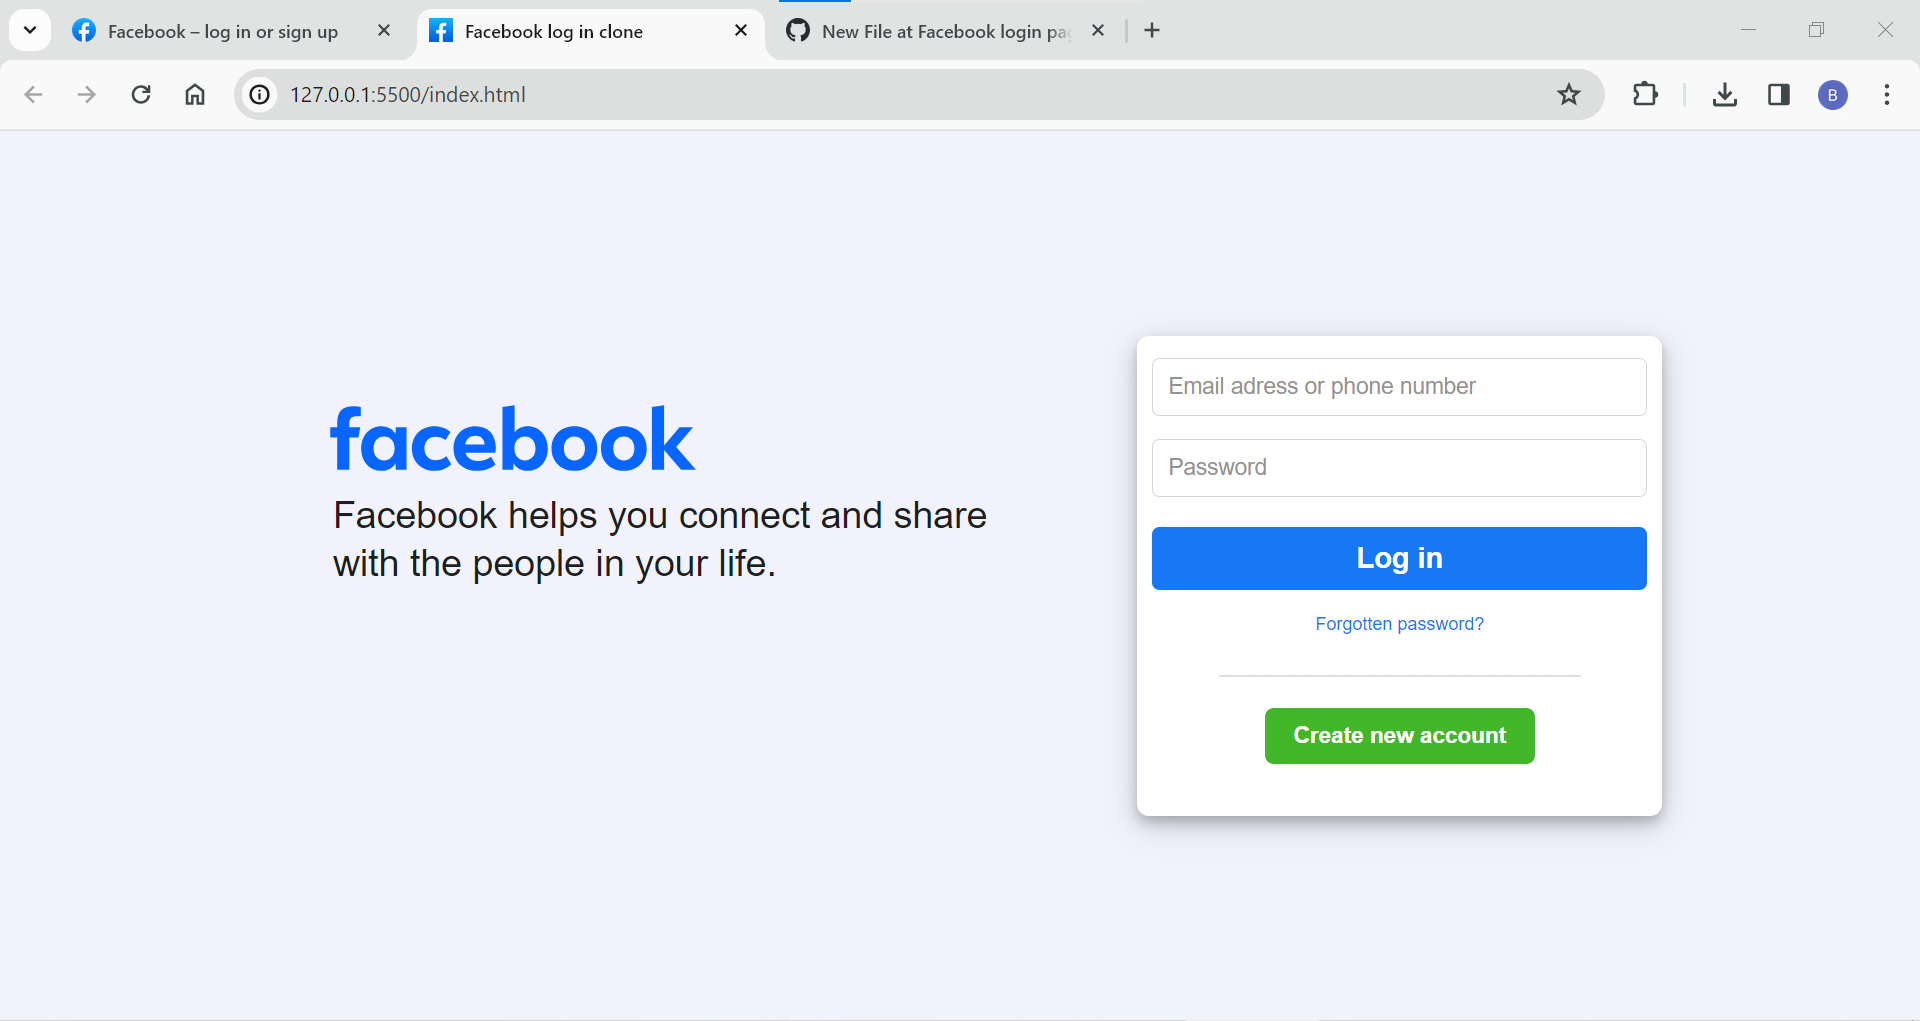 Facebook – log in or sign up
Facebook log in clone
New File at Facebook login
127.0.0.1:5500/index.html
B
facebook
Facebook helps you connect and share
with the people in your life.
Email adress or phone number
Password
Log in
Forgotten password?
Create new account